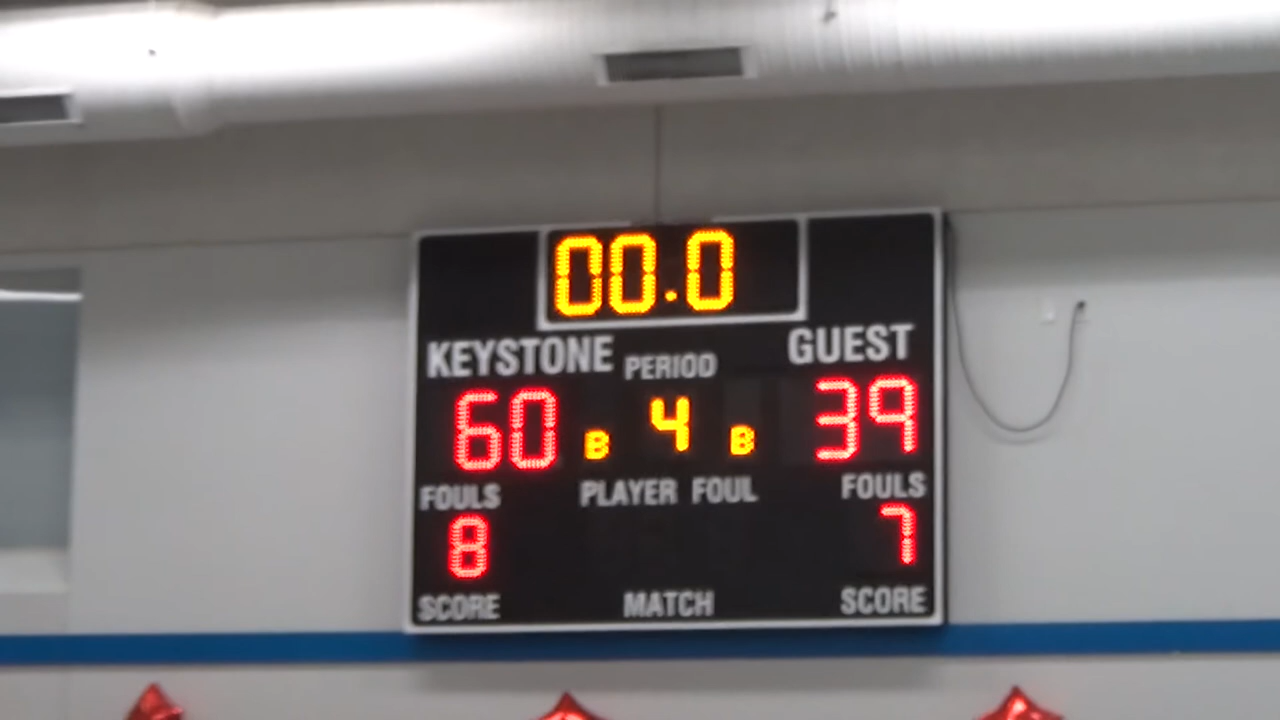 00.0
KEYSTONE PERIOD GUEST
60 B 4 B 39
FOULS PLAYER FOUL FOULS
8 7
SCORE MATCH SCORE